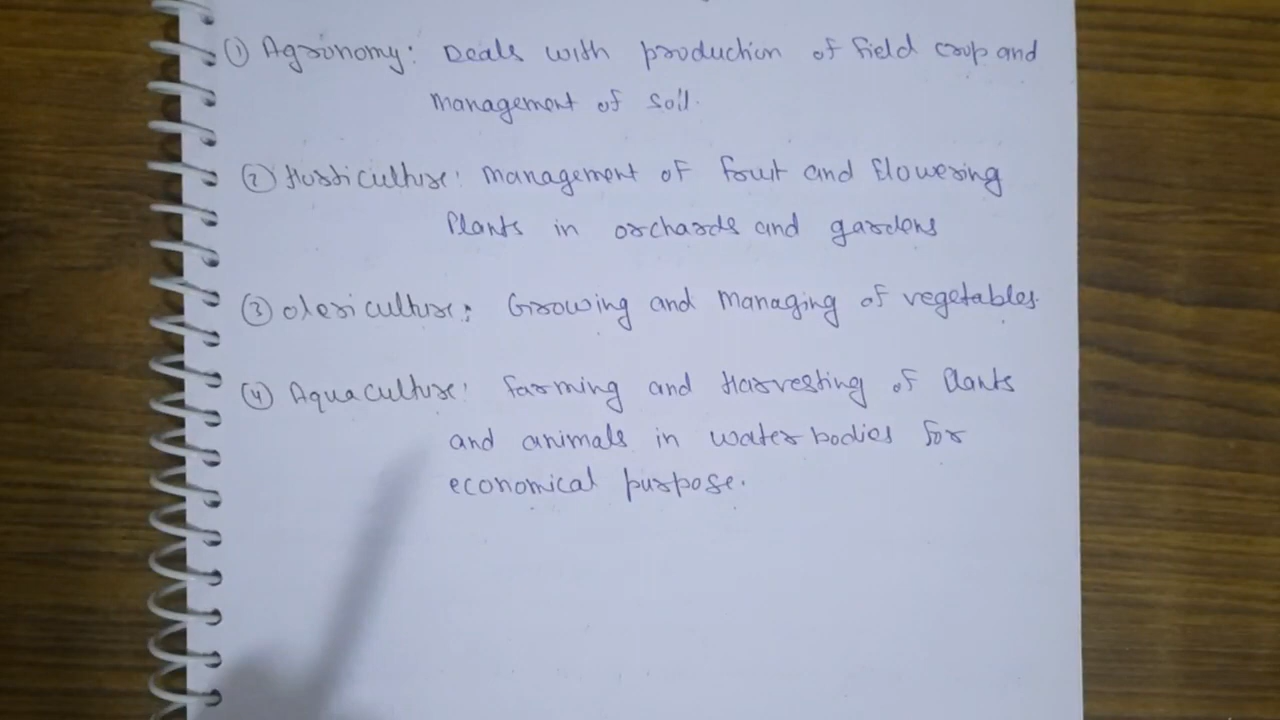 ① Agronomy: Deals with production of field crop and
management of soil.
② Horticulture: management of fruit and flowering
Plants in orchards and gardens
③ olericulture: Growing and managing of vegetables.
④ Aquaculture: farming and Harvesting of Plants
and animals in water bodies for
economical purpose.